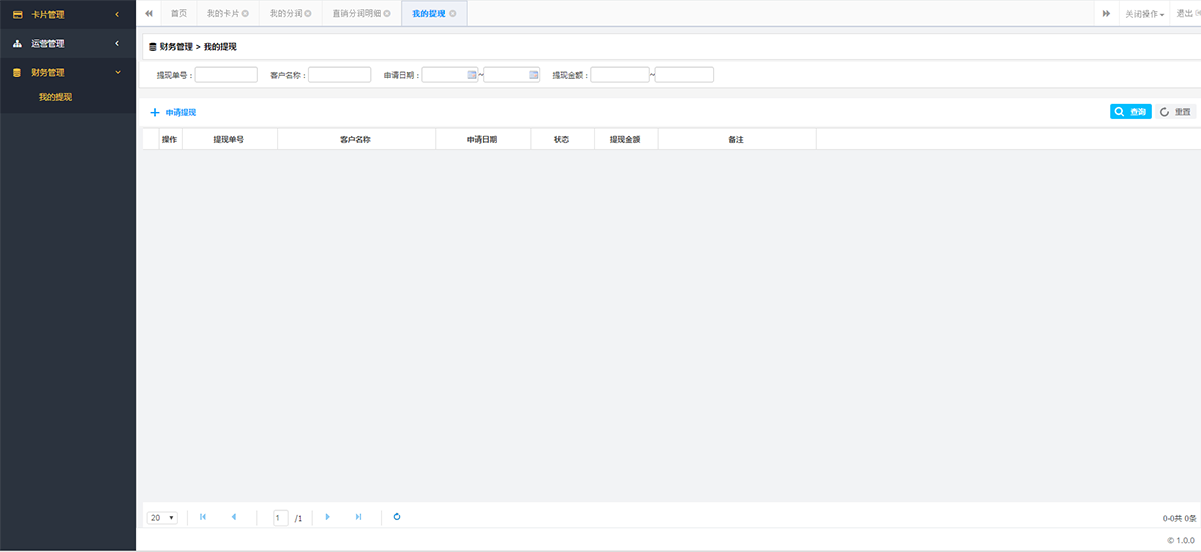 卡片管理
运营管理
财务管理
我的提现
首页 我的卡片 我的分润 直销分润明细 我的提现 关闭操作 退出
财务管理 > 我的提现
提现单号： 客户名称： 申请日期： ~ 提现金额： ~
申请提现 查询 重置
操作 提现单号 客户名称 申请日期 状态 提现金额 备注
20 1 /1 0-0共 0条
© 1.0.0